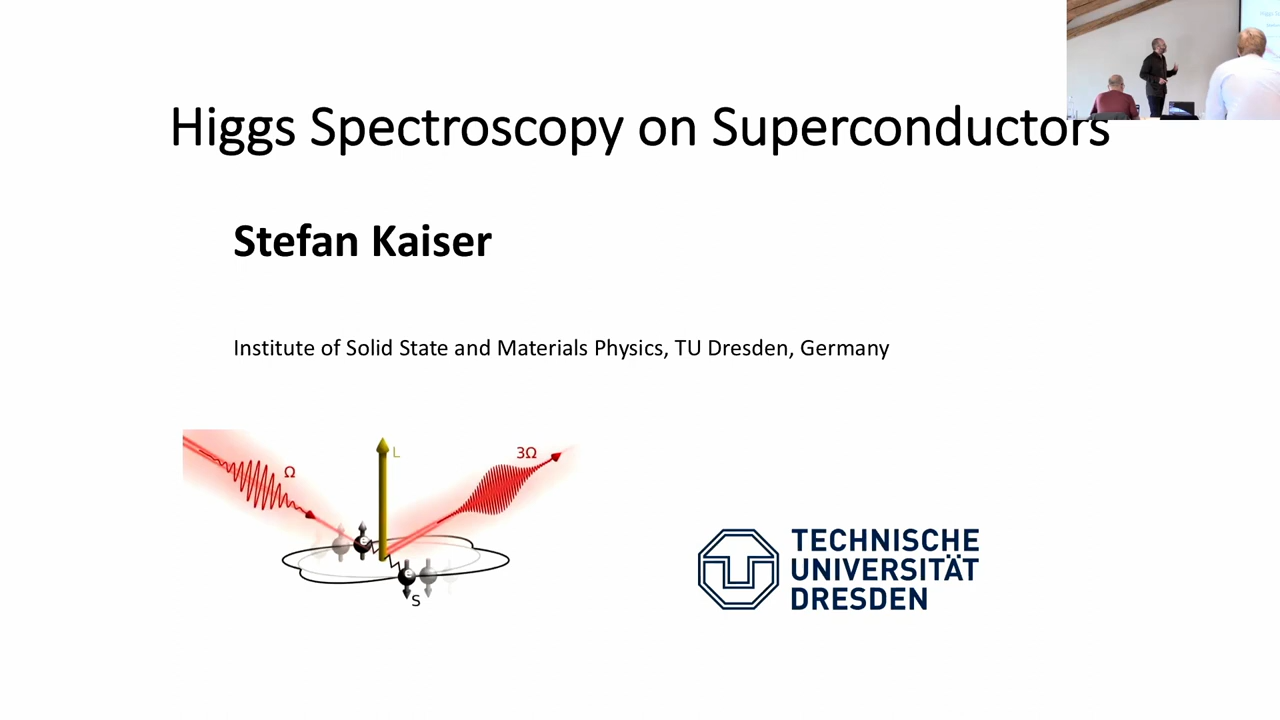 Higgs Spectroscopy on Superconductors
Stefan Kaiser
Institute of Solid State and Materials Physics, TU Dresden, Germany
Ω
L
3Ω
e
e
S
TECHNISCHE
UNIVERSITÄT
DRESDEN